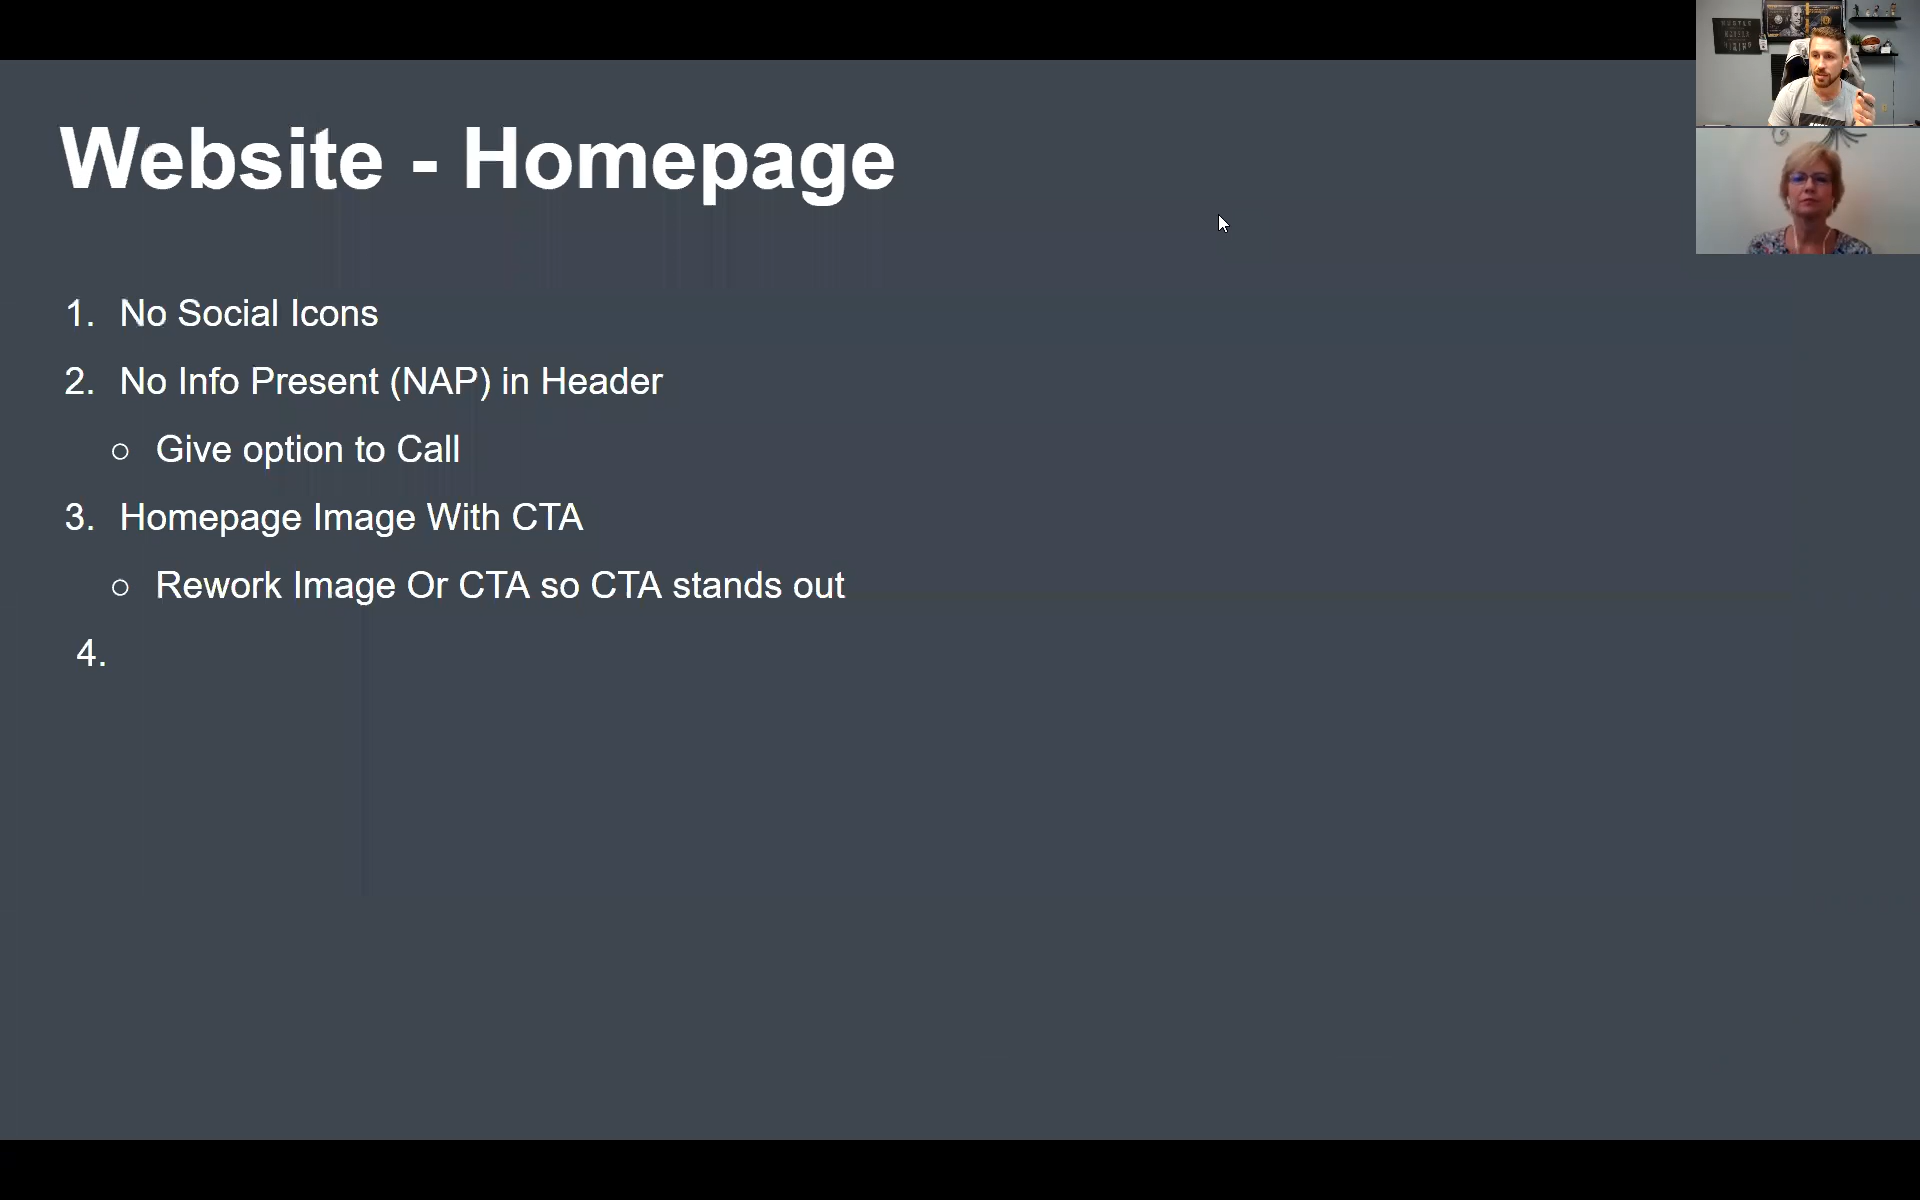 Website - Homepage
1. No Social Icons
2. No Info Present (NAP) in Header
○ Give option to Call
3. Homepage Image With CTA
○ Rework Image Or CTA so CTA stands out
4.